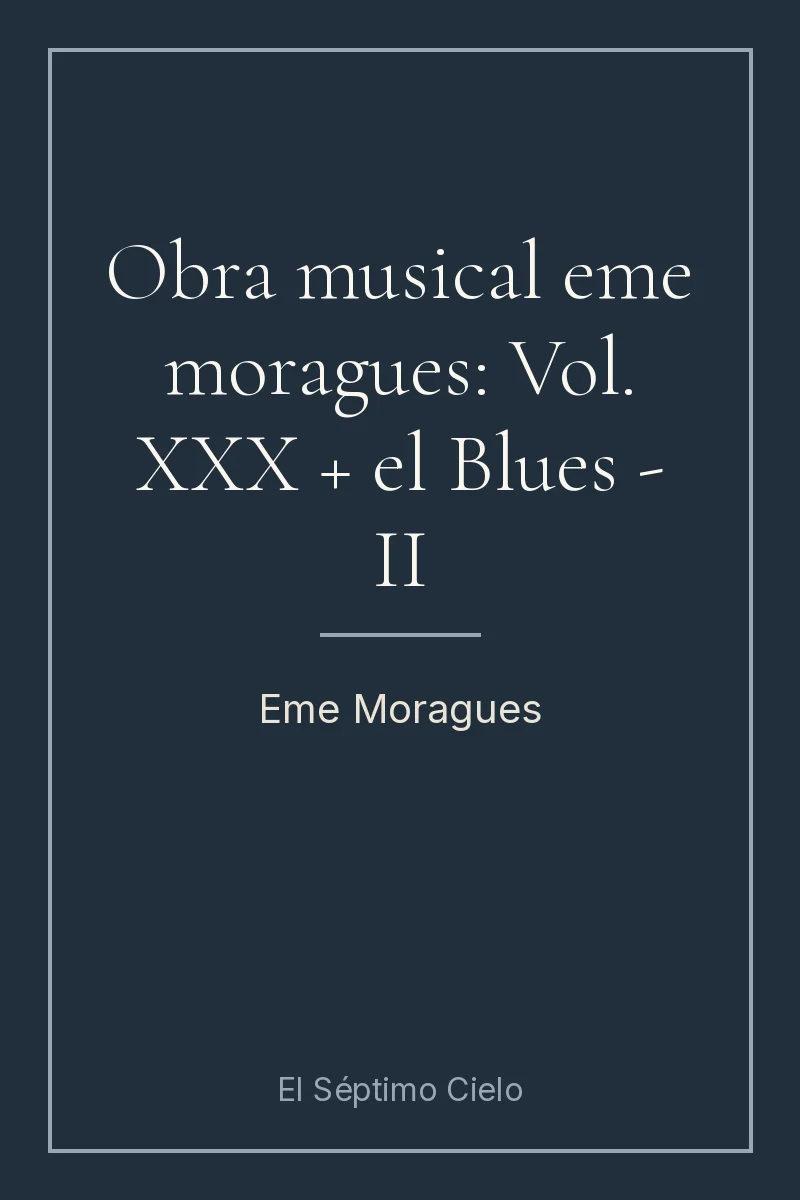 Obra musical eme
moragues: Vol.
XXX + el Blues -
II
Eme Moragues
El Séptimo Cielo